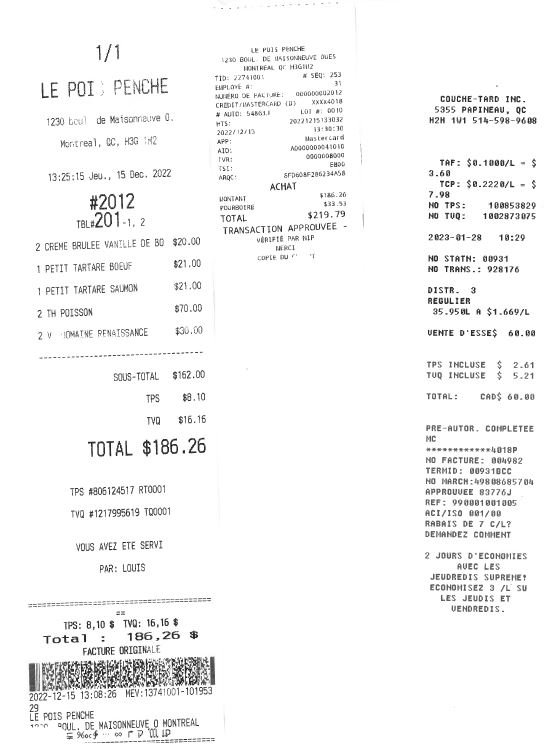 1/1
LE POIS PENCHE
1230 boul. de Maisonneuve O.
Montreal, QC, H3G 1M2
13:25:15 Jeu., 15 Dec. 2022
#2012
TBL#201-1, 2
2 CREME BRULEE VANILLE DE BO $20.00
1 PETIT TARTARE BOEUF $21.00
1 PETIT TARTARE SAUMON $21.00
2 TH POISSON $70.00
2 V DOMAINE RENAISSANCE $30.00
SOUS-TOTAL $162.00
TPS $8.10
TVQ $16.16
TOTAL $186.26
TPS #806124517 RT0001
TVQ #1217995619 TQ0001
VOUS AVEZ ETE SERVI
PAR: LOUIS
TPS: 8,10 $ TVQ: 16,16 $
Total : 186,26 $
FACTURE ORIGINALE
2022-12-15 13:08:26 MEV:13741001-101953
29
LE POIS PENCHE
BOUL. DE MAISONNEUVE O MONTREAL
LE POIS PENCHE
1230 BOUL. DE MAISONNEUVE OUES
MONTREAL QC H3G1M2
TID: 22741001 # SEQ: 253
EMPLOYE #: 31
NUMERO DE FACTURE: 000000002012
CREDIT/MASTERCARD (D) XXXX4018
# AUTO: 54863J LOT #: 0010
HTS: 20221215133032
2022/12/15 13:30:30
APP: Mastercard
AID: A0000000041010
TVR: 0000008000
TSI: E800
ARQC: 6FD608F206234A58
ACHAT
MONTANT $186.26
POURBOIRE $33.53
TOTAL $219.79
TRANSACTION APPROUVEE -
VÉRIFIÉ PAR NIP
MERCI
COPIE DU
COUCHE-TARD INC.
5355 PAPINEAU, QC
H2H 1W1 514-598-9608
TAF: $0.1000/L = $
3.60
TCP: $0.2220/L = $
7.98
NO TPS: 100853829
NO TVQ: 1002873075
2023-01-28 10:29
NO STATN: 00931
NO TRANS.: 928176
DISTR. 3
REGULIER
35.950L A $1.669/L
VENTE D'ESSE$ 60.00
TPS INCLUSE $ 2.61
TVQ INCLUSE $ 5.21
TOTAL: CAD$ 60.00
PRE-AUTOR. COMPLETEE
MC
************4018P
NO FACTURE: 004982
TERMID: 00931DCC
NO MARCH:49808685704
APPROUVEE 83776J
REF: 990001001005
ACI/ISO 001/00
RABAIS DE 7 C/L?
DEMANDEZ COMMENT
2 JOURS D'ECONOMIES
AVEC LES
JEUDREDIS SUPREME!
ECONOMISEZ 3 /L SU
LES JEUDIS ET
VENDREDIS.